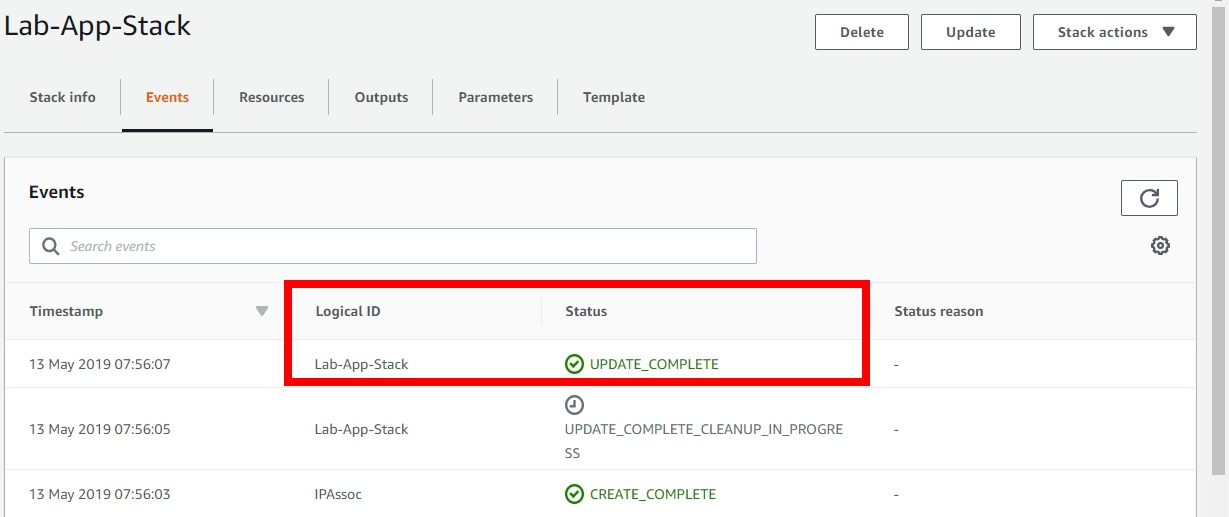 Lab-App-Stack
Delete
Update
Stack actions
Stack info
Events
Resources
Outputs
Parameters
Template
Events
Search events
Timestamp Logical ID Status Status reason
13 May 2019 07:56:07 Lab-App-Stack UPDATE_COMPLETE -
13 May 2019 07:56:05 Lab-App-Stack UPDATE_COMPLETE_CLEANUP_IN_PROGRE -
SS
13 May 2019 07:56:03 IPAssoc CREATE_COMPLETE -